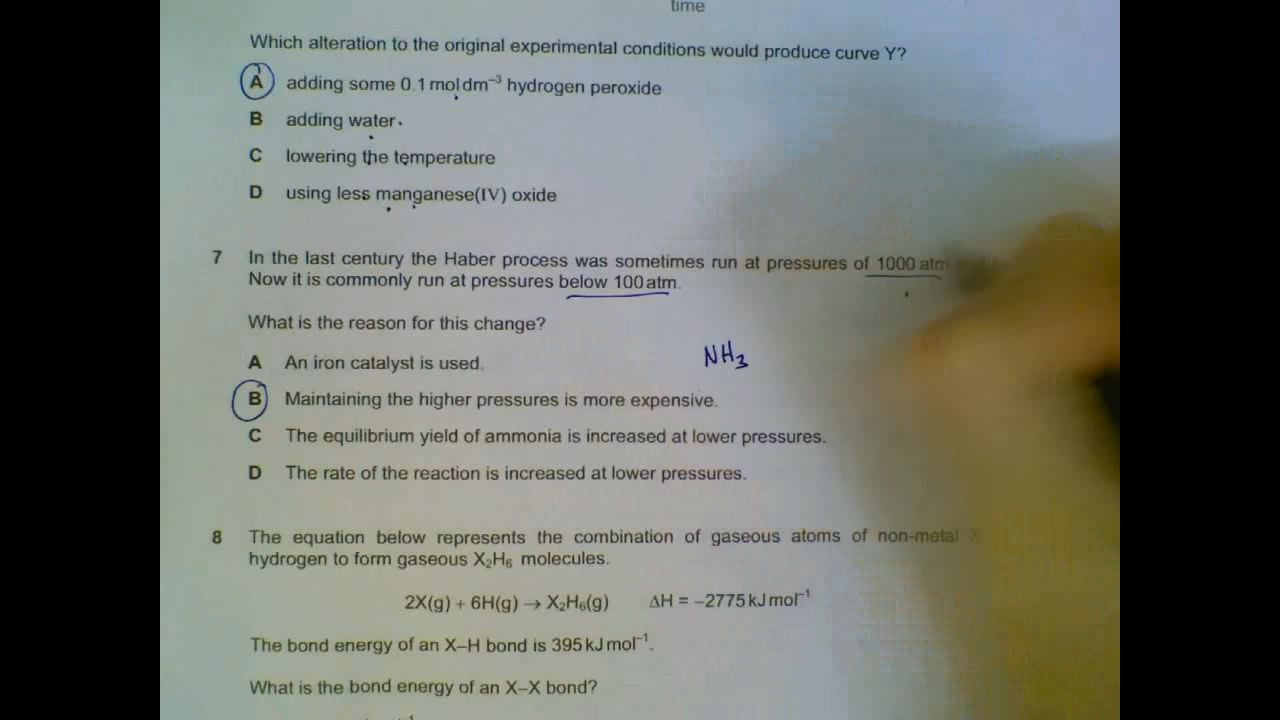 time
Which alteration to the original experimental conditions would produce curve Y?
A adding some 0.1 mol dm⁻³ hydrogen peroxide
B adding water
C lowering the temperature
D using less manganese(IV) oxide
7 In the last century the Haber process was sometimes run at pressures of 1000 atm
Now it is commonly run at pressures below 100 atm.
What is the reason for this change?
A An iron catalyst is used.
NH₃
B Maintaining the higher pressures is more expensive.
C The equilibrium yield of ammonia is increased at lower pressures.
D The rate of the reaction is increased at lower pressures.
8 The equation below represents the combination of gaseous atoms of non-metal
hydrogen to form gaseous X₂H₆ molecules.
2X(g) + 6H(g) → X₂H₆(g) ΔH = –2775 kJ mol⁻¹
The bond energy of an X–H bond is 395 kJ mol⁻¹.
What is the bond energy of an X–X bond?